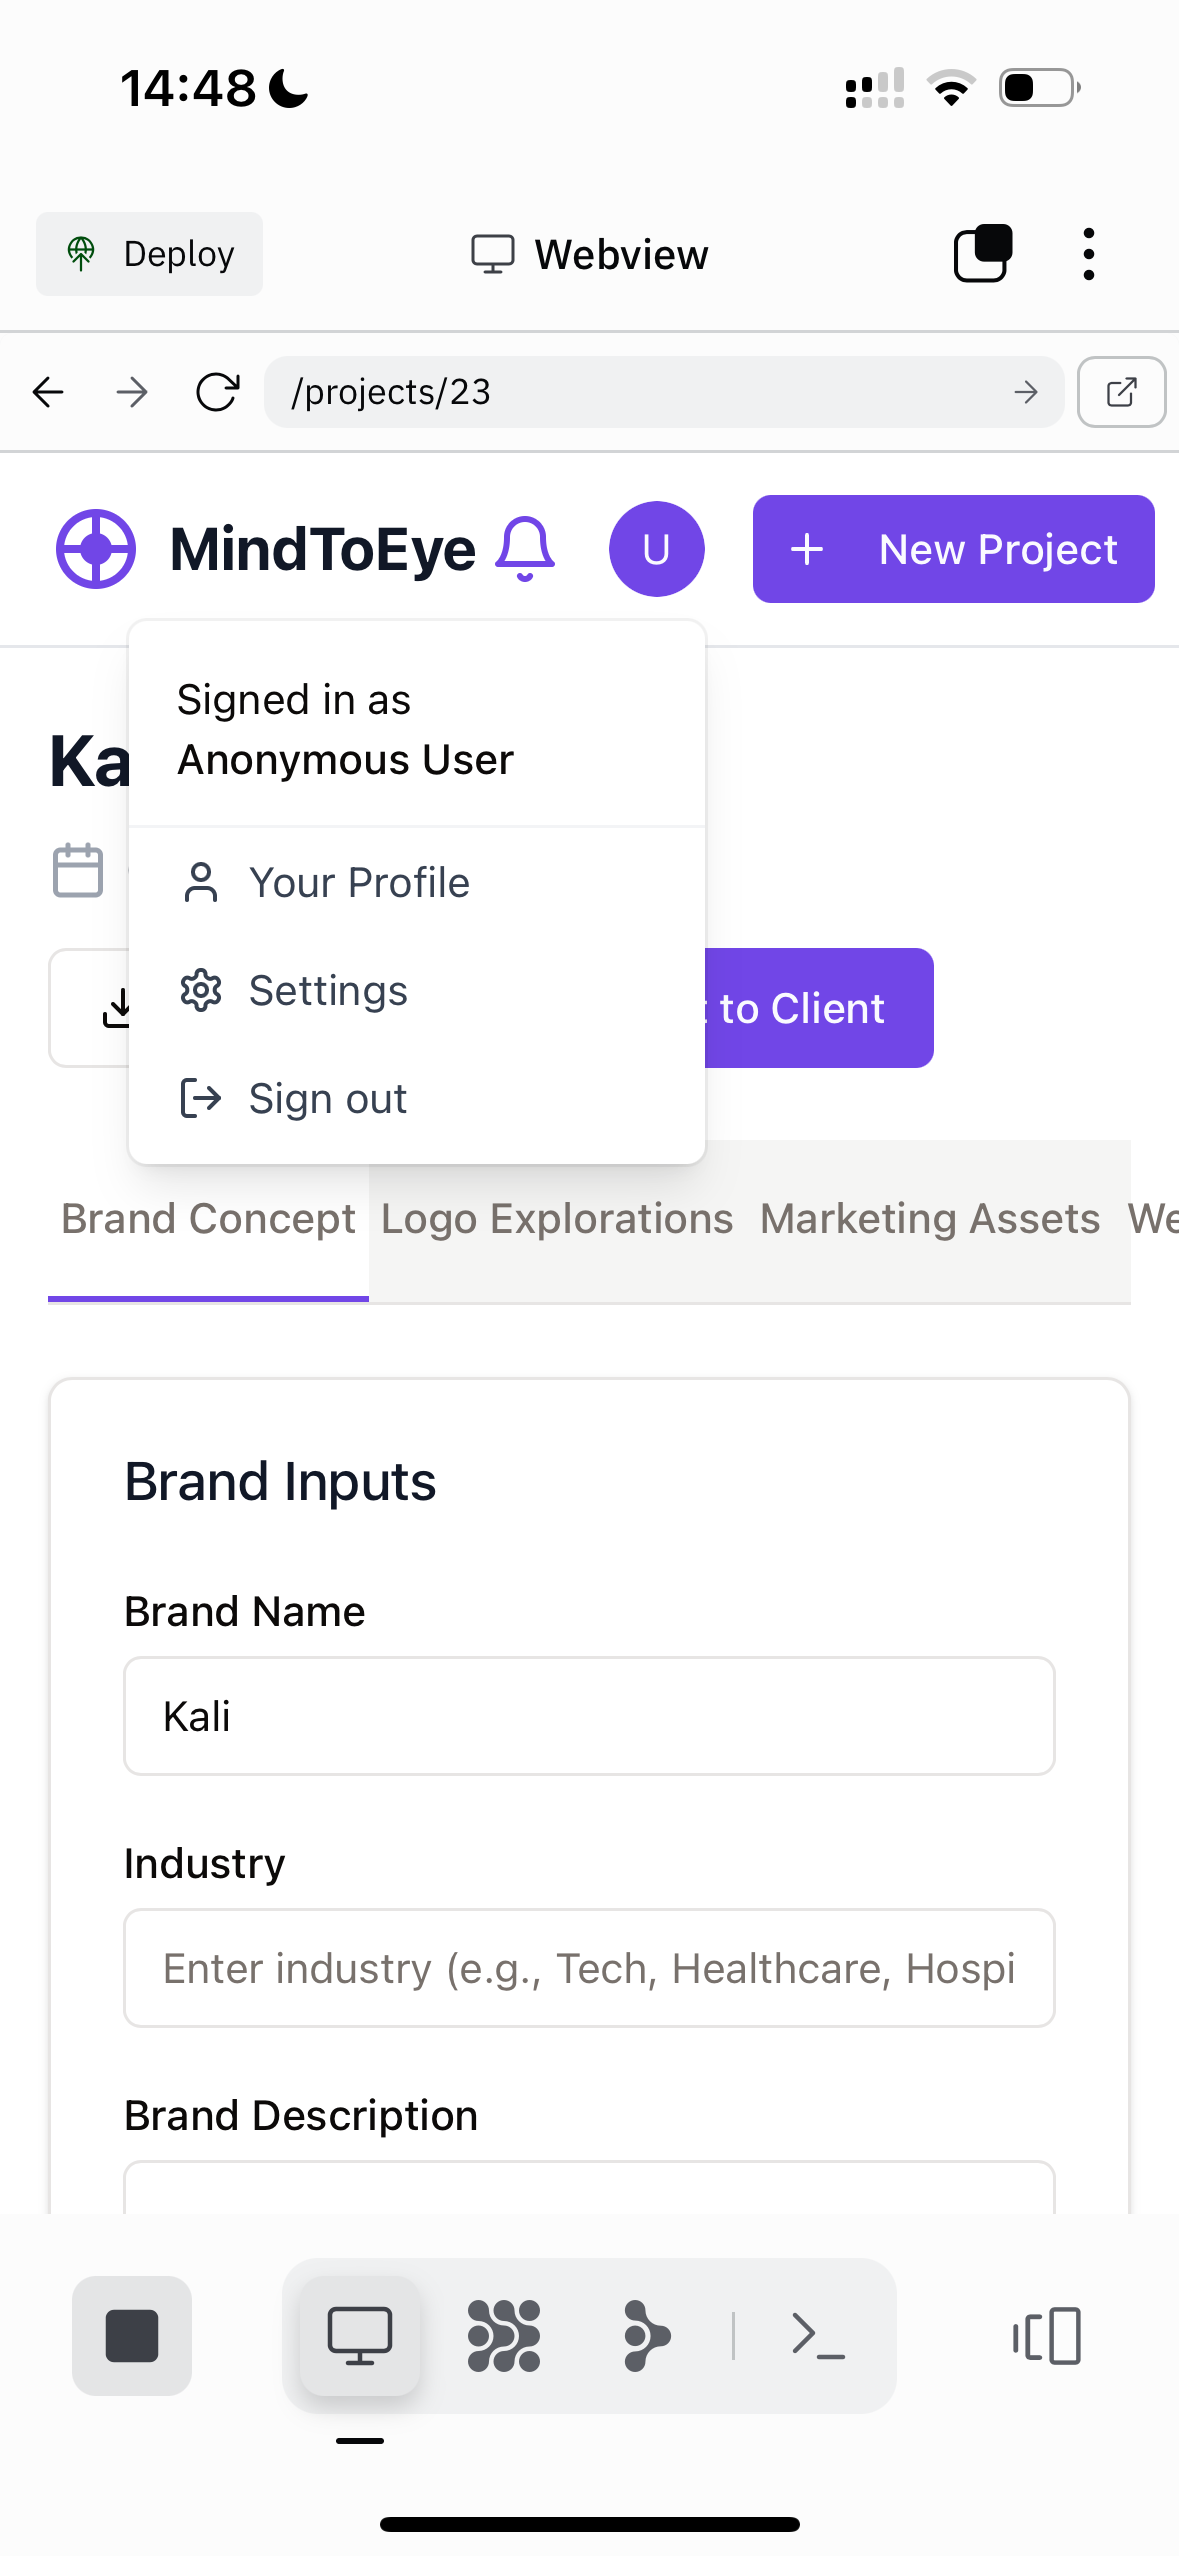 14:48
Deploy
Webview
/projects/23
MindToEye
U
New Project
Signed in as
Anonymous User
Ka
Your Profile
Settings
to Client
Sign out
Brand Concept
Logo Explorations
Marketing Assets
We
Brand Inputs
Brand Name
Kali
Industry
Enter industry (e.g., Tech, Healthcare, Hospi
Brand Description